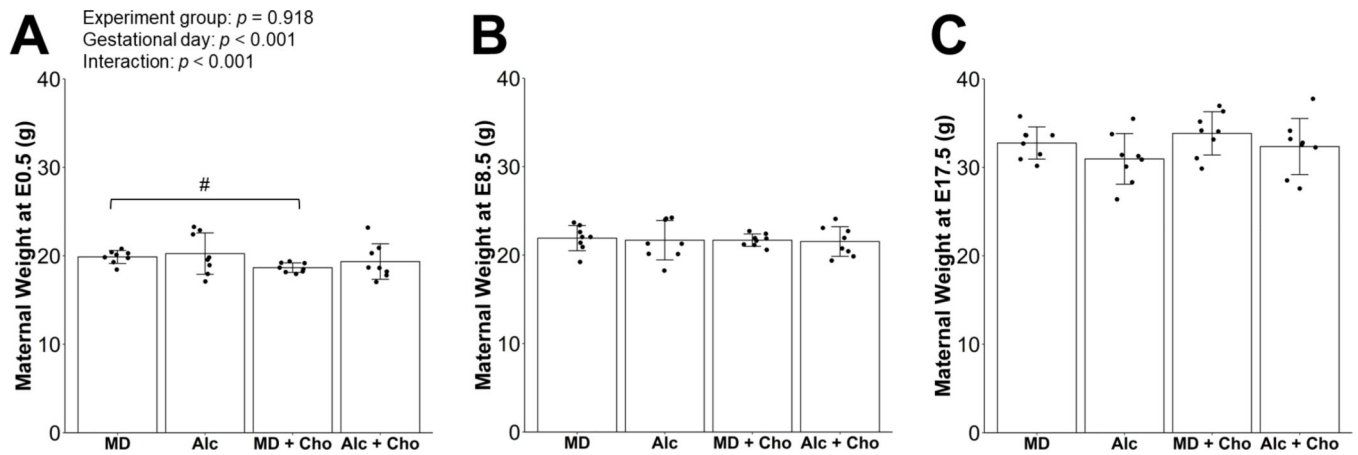 A
Experiment group: p = 0.918
Gestational day: p < 0.001
Interaction: p < 0.001
Maternal Weight at E0.5 (g)
40
30
20
10
0
#
MD
Alc
MD + Cho
Alc + Cho
B
Maternal Weight at E8.5 (g)
40
30
20
10
0
MD
Alc
MD + Cho
Alc + Cho
C
Maternal Weight at E17.5 (g)
40
30
20
10
0
MD
Alc
MD + Cho
Alc + Cho